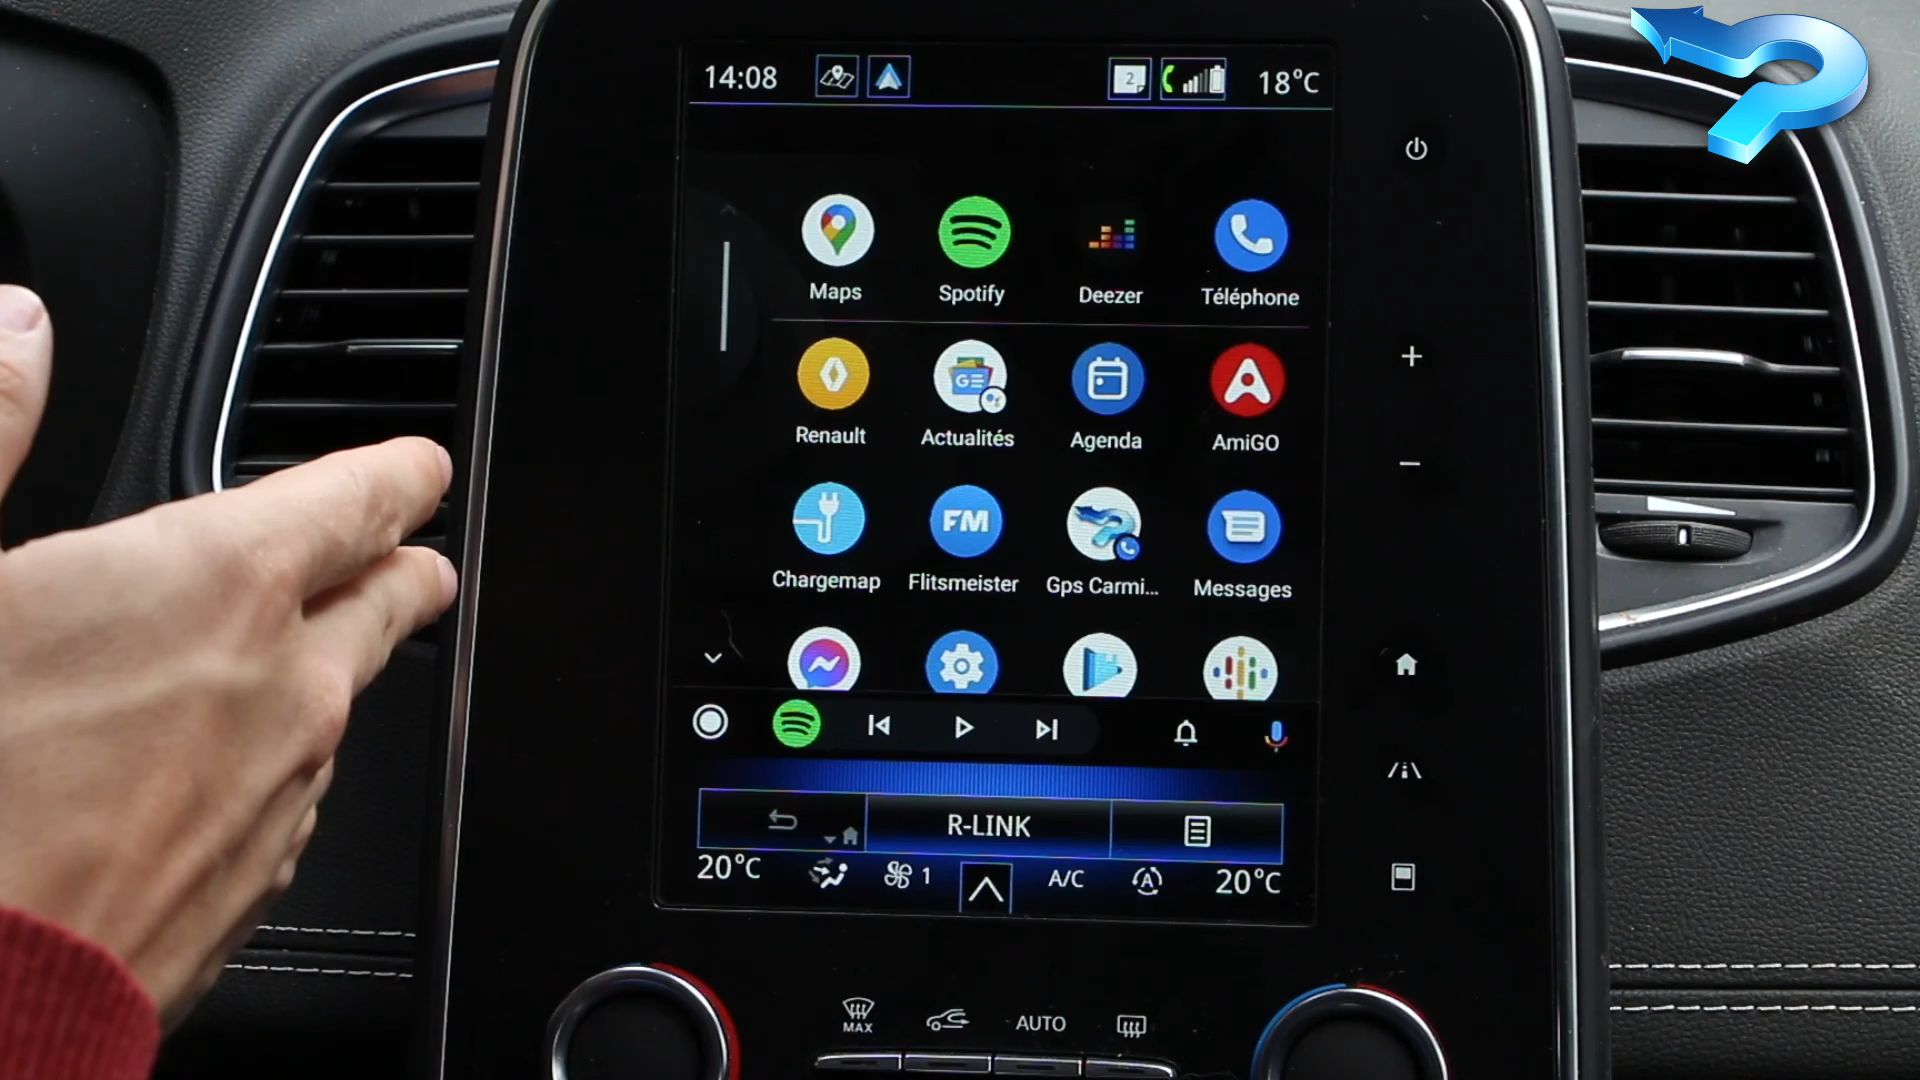 14:08
2
18°C
Maps
Spotify
Deezer
Téléphone
GE
Renault
Actualités
Agenda
AmiGO
FM
Chargemap
Flitsmeister
Gps Carmi...
Messages
R-LINK
20°C
1
A/C
A
20°C
MAX
AUTO